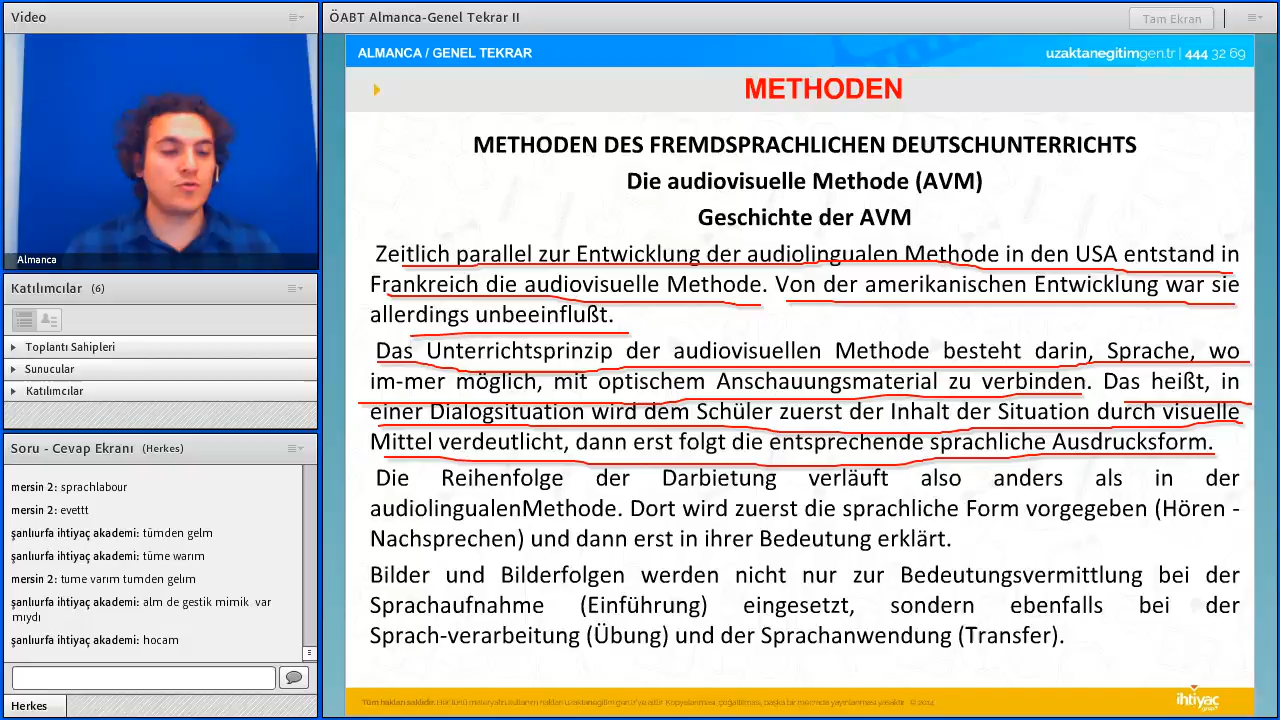 Video
Almanca
Katılımcılar (6)
Toplantı Sahipleri
Sunucular
Katılımcılar
Soru - Cevap Ekranı (Herkes)
mersin 2: sprachlabour
mersin 2: evettt
şanlıurfa ihtiyaç akademi: tümden gelm
şanlıurfa ihtiyaç akademi: tüme warım
mersin 2: tume varım tumden gelım
şanlıurfa ihtiyaç akademi: alm de gestik mimik var
mıydı
şanlıurfa ihtiyaç akademi: hocam
Herkes
ÖABT Almanca-Genel Tekrar II
Tam Ekran
ALMANCA / GENEL TEKRAR
uzaktanegitimgen.tr | 444 32 69
METHODEN
METHODEN DES FREMDSPRACHLICHEN DEUTSCHUNTERRICHTS
Die audiovisuelle Methode (AVM)
Geschichte der AVM
Zeitlich parallel zur Entwicklung der audiolingualen Methode in den USA entstand in
Frankreich die audiovisuelle Methode. Von der amerikanischen Entwicklung war sie
allerdings unbeeinflußt.
Das Unterrichtsprinzip der audiovisuellen Methode besteht darin, Sprache, wo
im-mer möglich, mit optischem Anschauungsmaterial zu verbinden. Das heißt, in
einer Dialogsituation wird dem Schüler zuerst der Inhalt der Situation durch visuelle
Mittel verdeutlicht, dann erst folgt die entsprechende sprachliche Ausdrucksform.
Die Reihenfolge der Darbietung verläuft also anders als in der
audiolingualenMethode. Dort wird zuerst die sprachliche Form vorgegeben (Hören -
Nachsprechen) und dann erst in ihrer Bedeutung erklärt.
Bilder und Bilderfolgen werden nicht nur zur Bedeutungsvermittlung bei der
Sprachaufnahme (Einführung) eingesetzt, sondern ebenfalls bei der
Sprach-verarbeitung (Übung) und der Sprachanwendung (Transfer).
Tüm hakları saklıdır.
© 2014
ihtiyaç